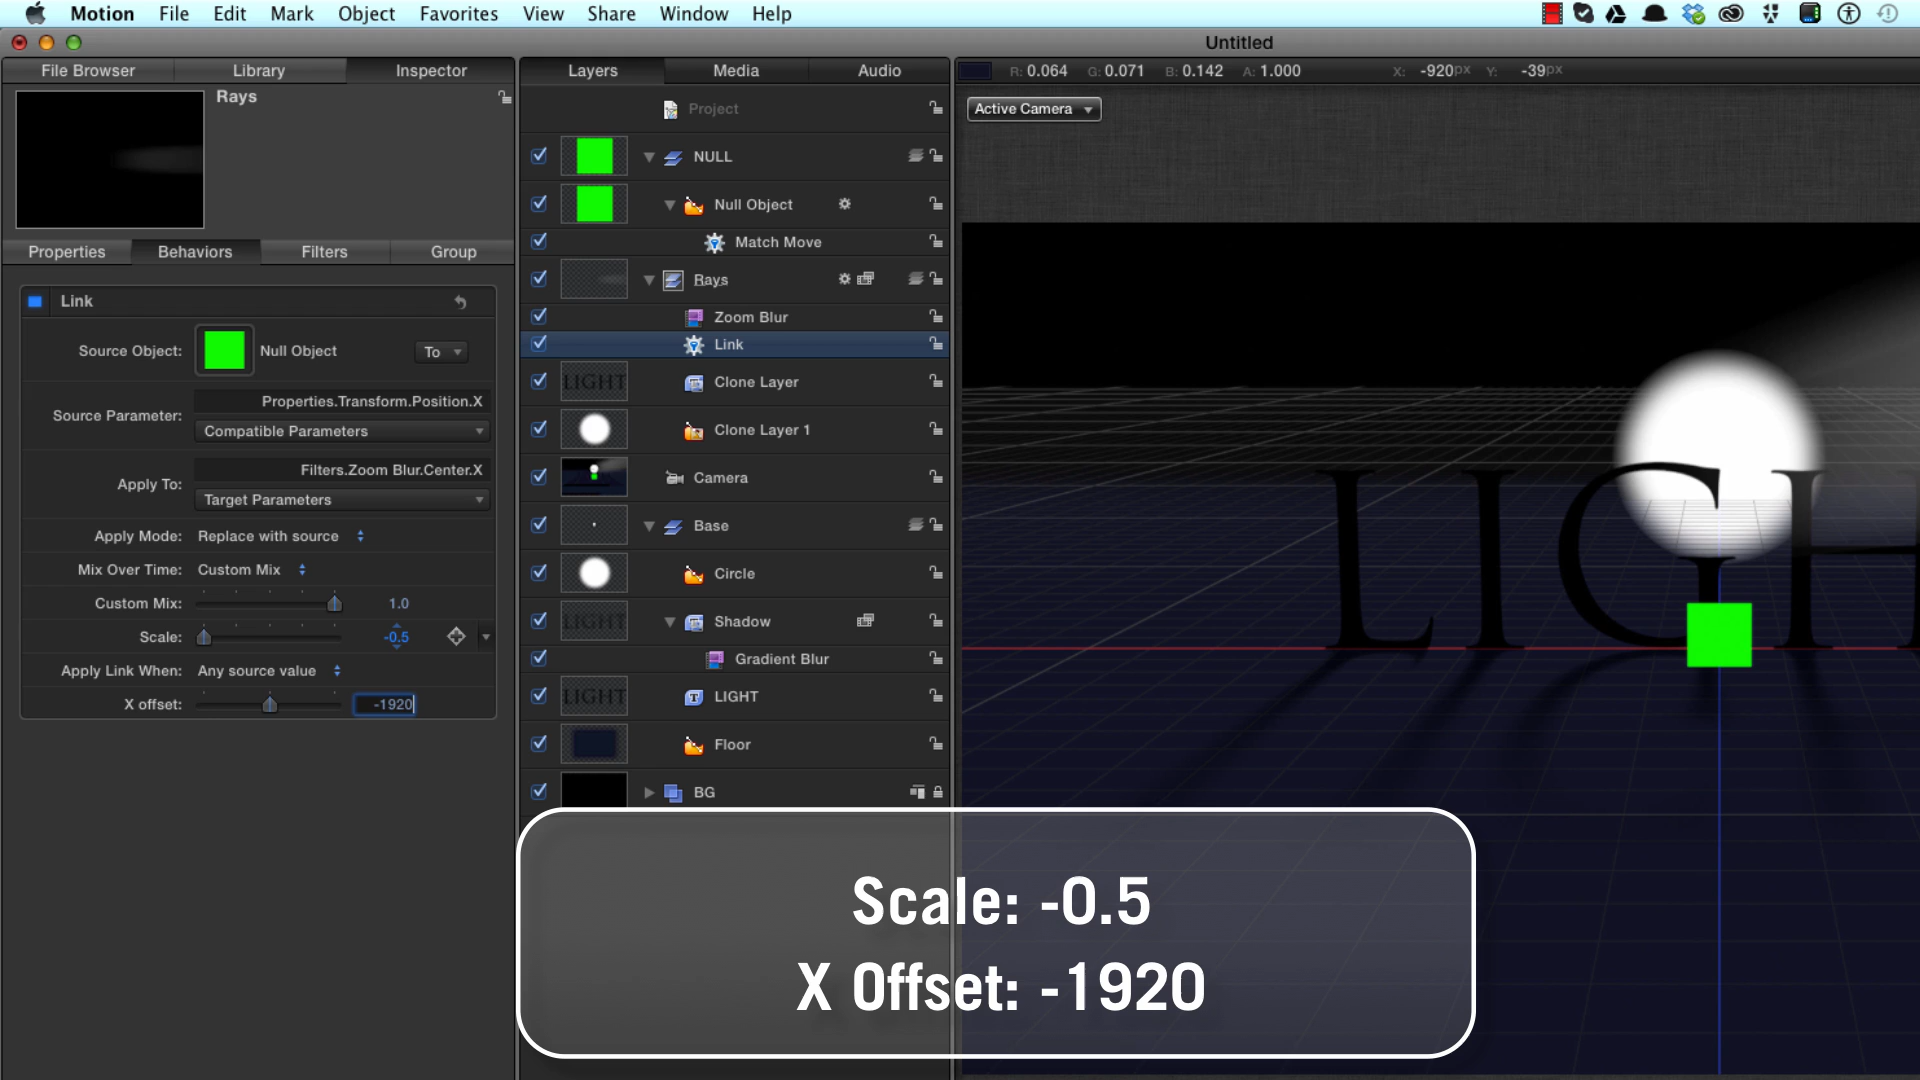 Motion File Edit Mark Object Favorites View Share Window Help
Untitled
File Browser Library Inspector
Layers Media Audio
R: 0.064 G: 0.071 B: 0.142 A: 1.000 X: -920px Y: -39px
Rays
Active Camera
Project
NULL
Null Object
Match Move
Properties Behaviors Filters Group
Rays
Zoom Blur
Link
Link
Source Object: Null Object To
Source Parameter: Properties.Transform.Position.X
Compatible Parameters
Apply To: Filters.Zoom Blur.Center.X
Target Parameters
Apply Mode: Replace with source
Mix Over Time: Custom Mix
Custom Mix: 1.0
Scale: -0.5
Apply Link When: Any source value
X offset: -1920
LIGHT Clone Layer
Clone Layer 1
Camera
Base
Circle
LIGHT Shadow
Gradient Blur
LIGHT LIGHT
Floor
BG
LIGH
Scale: -0.5
X Offset: -1920